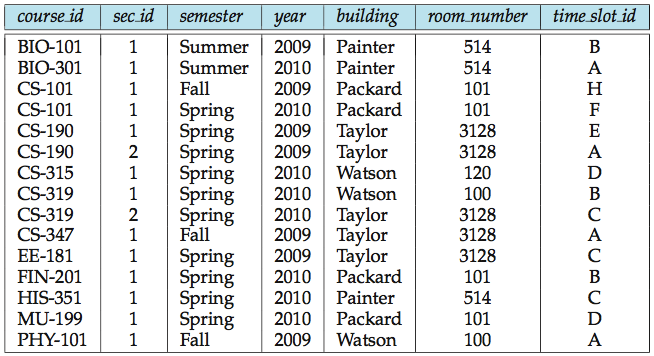 course_id sec_id semester year building room_number time_slot_id
BIO-101 1 Summer 2009 Painter 514 B
BIO-301 1 Summer 2010 Painter 514 A
CS-101 1 Fall 2009 Packard 101 H
CS-101 1 Spring 2010 Packard 101 F
CS-190 1 Spring 2009 Taylor 3128 E
CS-190 2 Spring 2009 Taylor 3128 A
CS-315 1 Spring 2010 Watson 120 D
CS-319 1 Spring 2010 Watson 100 B
CS-319 2 Spring 2010 Taylor 3128 C
CS-347 1 Fall 2009 Taylor 3128 A
EE-181 1 Spring 2009 Taylor 3128 C
FIN-201 1 Spring 2010 Packard 101 B
HIS-351 1 Spring 2010 Painter 514 C
MU-199 1 Spring 2010 Packard 101 D
PHY-101 1 Fall 2009 Watson 100 A